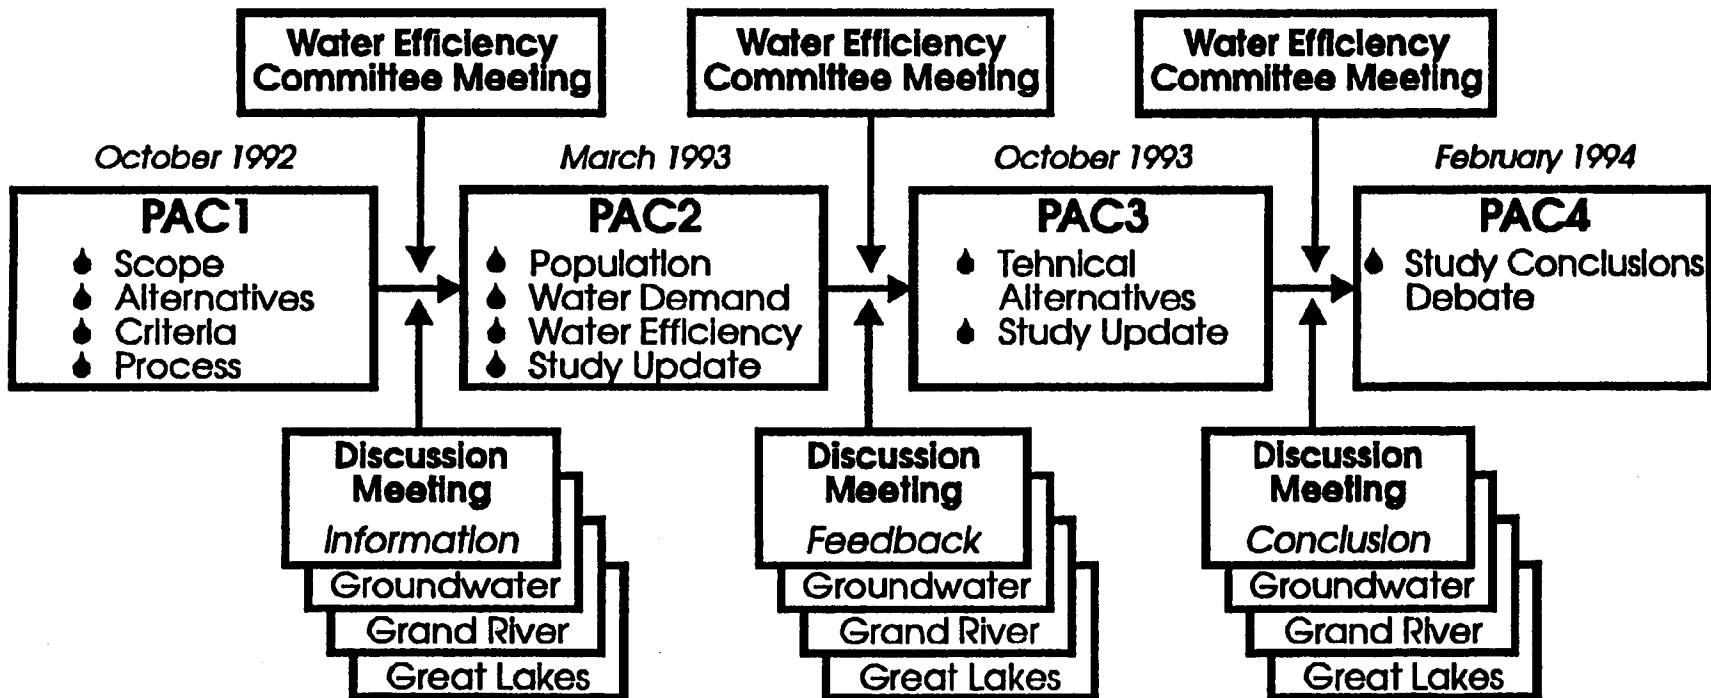 Water Efficiency
Committee Meeting
Water Efficiency
Committee Meeting
Water Efficiency
Committee Meeting
October 1992
March 1993
October 1993
February 1994
PAC1
Scope
Alternatives
Criteria
Process
PAC2
Population
Water Demand
Water Efficiency
Study Update
PAC3
Tehnical
Alternatives
Study Update
PAC4
Study Conclusions
Debate
Discussion
Meeting
Information
Groundwater
Grand River
Great Lakes
Discussion
Meeting
Feedback
Groundwater
Grand River
Great Lakes
Discussion
Meeting
Conclusion
Groundwater
Grand River
Great Lakes